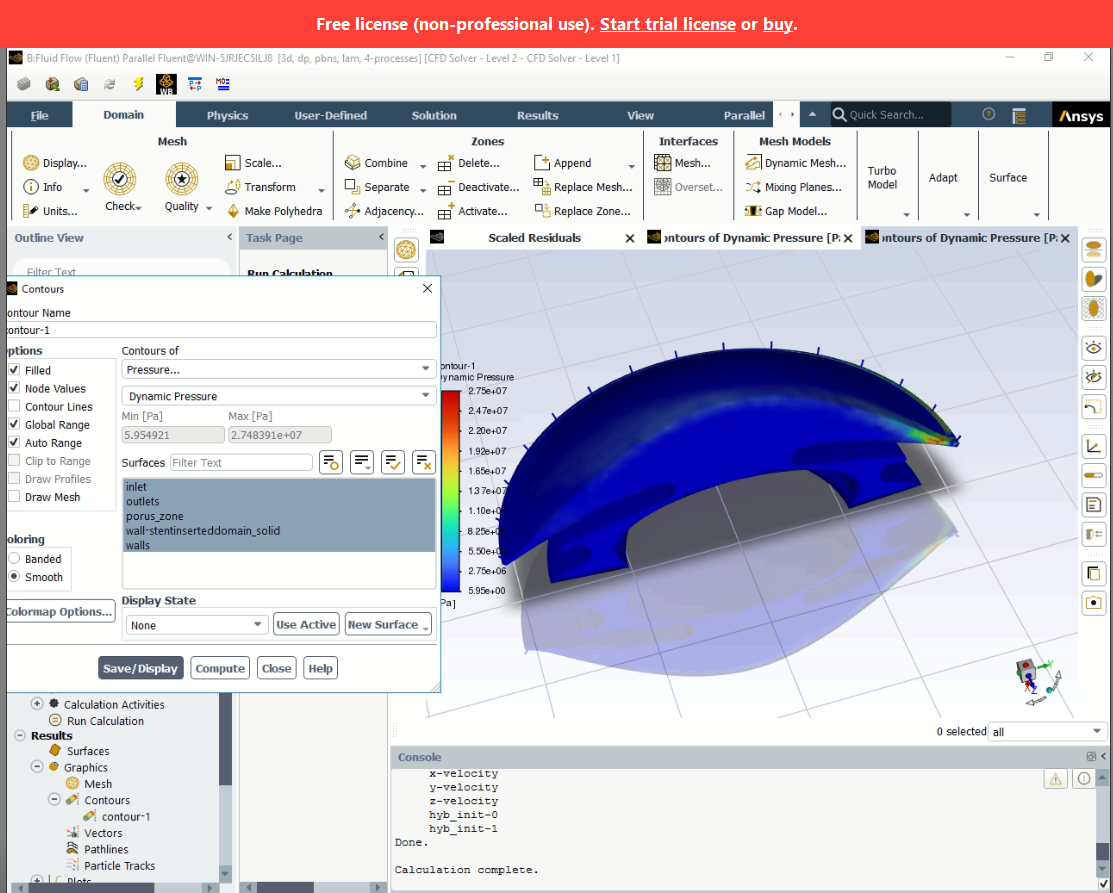 Free license (non-professional use). Start trial license or buy.
B:Fluid Flow (Fluent) Parallel Fluent@WIN-5JRJEC5ILJ8 [3d, dp, pbns, lam, 4-processes] [CFD Solver - Level 2 - CFD Solver - Level 1]
WB
File Domain Physics User-Defined Solution Results View Parallel Quick Search... Ansys
Mesh
Display...
Info
Units...
Check
Quality
Scale...
Transform
Make Polyhedra
Zones
Combine
Separate
Adjacency...
Delete...
Deactivate...
Activate...
Append
Replace Mesh...
Replace Zone...
Interfaces
Mesh...
Overset...
Mesh Models
Dynamic Mesh...
Mixing Planes...
Gap Model...
Turbo
Model
Adapt
Surface
Outline View
Filter Text
Task Page
Run Calculation
Scaled Residuals
ontours of Dynamic Pressure [P:
ontours of Dynamic Pressure [P:
Contours
ontour Name
contour-1
ptions
Filled
Node Values
Contour Lines
Global Range
Auto Range
Clip to Range
Draw Profiles
Draw Mesh
oloring
Banded
Smooth
Colormap Options...
Contours of
Pressure...
Dynamic Pressure
Min [Pa] Max [Pa]
5.954921 2.748391e+07
Surfaces Filter Text
inlet
outlets
porus_zone
wall-stentinserteddomain_solid
walls
Display State
None Use Active New Surface
Save/Display Compute Close Help
ontour-1
ynamic Pressure
2.75e+07
2.47e+07
2.20e+07
1.92e+07
1.65e+07
1.37e+07
1.10e+07
8.25e+06
5.50e+06
2.75e+06
5.95e+00
Pa]
Y
X
Z
0 selected all
Calculation Activities
Run Calculation
Results
Surfaces
Graphics
Mesh
Contours
contour-1
Vectors
Pathlines
Particle Tracks
Plots
Console
x-velocity
y-velocity
z-velocity
hyb_init-0
hyb_init-1
Done.
Calculation complete.